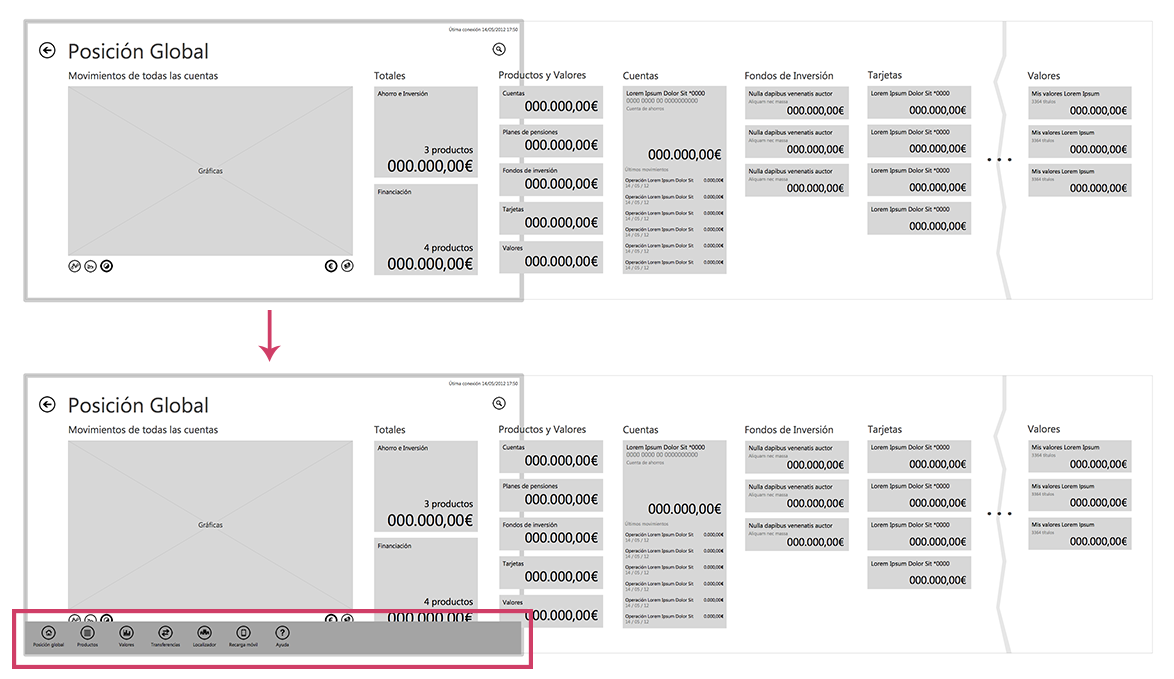 Útima conexión 14/05/2012 17:50
Posición Global
Movimientos de todas las cuentas
Gráficas
Totales
Ahorro e Inversión
3 productos
000.000,00€
Financiación
4 productos
000.000,00€
Productos y Valores
Cuentas
000.000,00€
Planes de pensiones
000.000,00€
Fondos de inversión
000.000,00€
Tarjetas
000.000,00€
Valores
000.000,00€
Cuentas
Lorem Ipsum Dolor Sit *0000
0000 0000 00 0000000000
Cuenta de ahorros
000.000,00€
Últimos movimientos
Operación Lorem Ipsum Dolor Sit 0.000,00€
14 / 05 / 12
Operación Lorem Ipsum Dolor Sit 0.000,00€
14 / 05 / 12
Operación Lorem Ipsum Dolor Sit 0.000,00€
14 / 05 / 12
Operación Lorem Ipsum Dolor Sit 0.000,00€
14 / 05 / 12
Operación Lorem Ipsum Dolor Sit 0.000,00€
14 / 05 / 12
Operación Lorem Ipsum Dolor Sit 0.000,00€
14 / 05 / 12
Fondos de Inversión
Nulla dapibus venenatis auctor
Aliquam nec massa
000.000,00€
Nulla dapibus venenatis auctor
Aliquam nec massa
000.000,00€
Nulla dapibus venenatis auctor
Aliquam nec massa
000.000,00€
Tarjetas
Lorem Ipsum Dolor Sit *0000
000.000,00€
Lorem Ipsum Dolor Sit *0000
000.000,00€
Lorem Ipsum Dolor Sit *0000
000.000,00€
Lorem Ipsum Dolor Sit *0000
000.000,00€
...
Valores
Mis valores Lorem Ipsum
3364 títulos
000.000,00€
Mis valores Lorem Ipsum
3364 títulos
000.000,00€
Mis valores Lorem Ipsum
3364 títulos
000.000,00€
Útima conexión 14/05/2012 17:50
Posición Global
Movimientos de todas las cuentas
Gráficas
Totales
Ahorro e Inversión
3 productos
000.000,00€
Financiación
4 productos
000.000,00€
Productos y Valores
Cuentas
000.000,00€
Planes de pensiones
000.000,00€
Fondos de inversión
000.000,00€
Tarjetas
000.000,00€
Valores
000.000,00€
Cuentas
Lorem Ipsum Dolor Sit *0000
0000 0000 00 0000000000
Cuenta de ahorros
000.000,00€
Últimos movimientos
Operación Lorem Ipsum Dolor Sit 0.000,00€
14 / 05 / 12
Operación Lorem Ipsum Dolor Sit 0.000,00€
14 / 05 / 12
Operación Lorem Ipsum Dolor Sit 0.000,00€
14 / 05 / 12
Operación Lorem Ipsum Dolor Sit 0.000,00€
14 / 05 / 12
Operación Lorem Ipsum Dolor Sit 0.000,00€
14 / 05 / 12
Operación Lorem Ipsum Dolor Sit 0.000,00€
14 / 05 / 12
Fondos de Inversión
Nulla dapibus venenatis auctor
Aliquam nec massa
000.000,00€
Nulla dapibus venenatis auctor
Aliquam nec massa
000.000,00€
Nulla dapibus venenatis auctor
Aliquam nec massa
000.000,00€
Tarjetas
Lorem Ipsum Dolor Sit *0000
000.000,00€
Lorem Ipsum Dolor Sit *0000
000.000,00€
Lorem Ipsum Dolor Sit *0000
000.000,00€
Lorem Ipsum Dolor Sit *0000
000.000,00€
...
Valores
Mis valores Lorem Ipsum
3364 títulos
000.000,00€
Mis valores Lorem Ipsum
3364 títulos
000.000,00€
Mis valores Lorem Ipsum
3364 títulos
000.000,00€
Posición global Productos Valores Transferencias Localizador Recarga móvil Ayuda